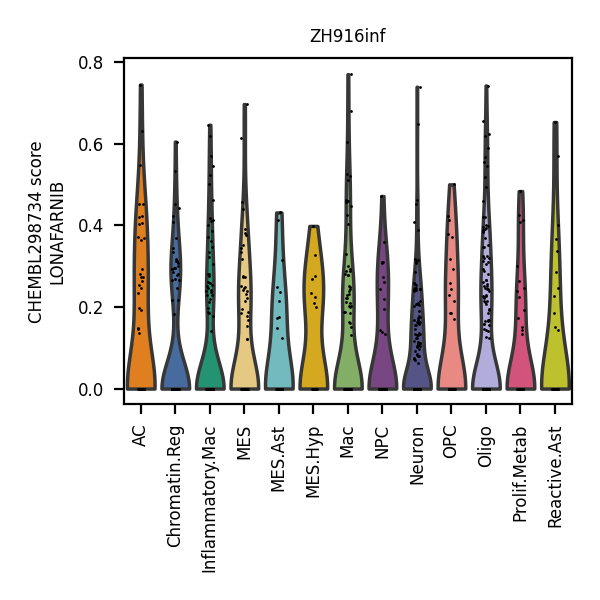 ZH916inf
CHEMBL298734 score
LONAFARNIB
0.8
0.6
0.4
0.2
0.0
AC
Chromatin.Reg
Inflammatory.Mac
MES
MES.Ast
MES.Hyp
Mac
NPC
Neuron
OPC
Oligo
Prolif.Metab
Reactive.Ast